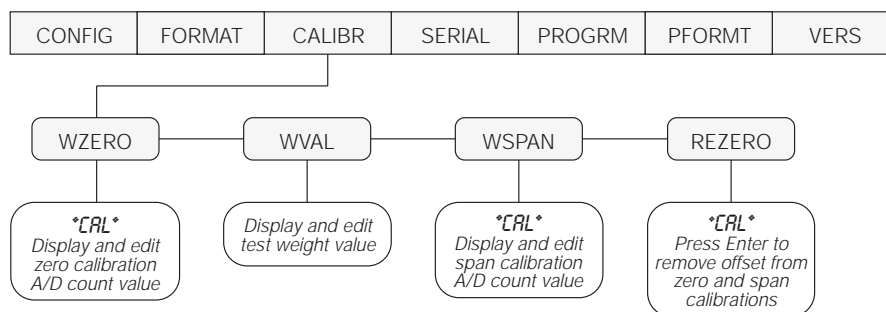 CONFIG FORMAT CALIBR SERIAL PROGRM PFORMT VERS
WZERO WVAL WSPAN REZERO
*CAL*
Display and edit
zero calibration
A/D count value
Display and edit
test weight value
*CAL*
Display and edit
span calibration
A/D count value
*CAL*
Press Enter to
remove offset from
zero and span
calibrations